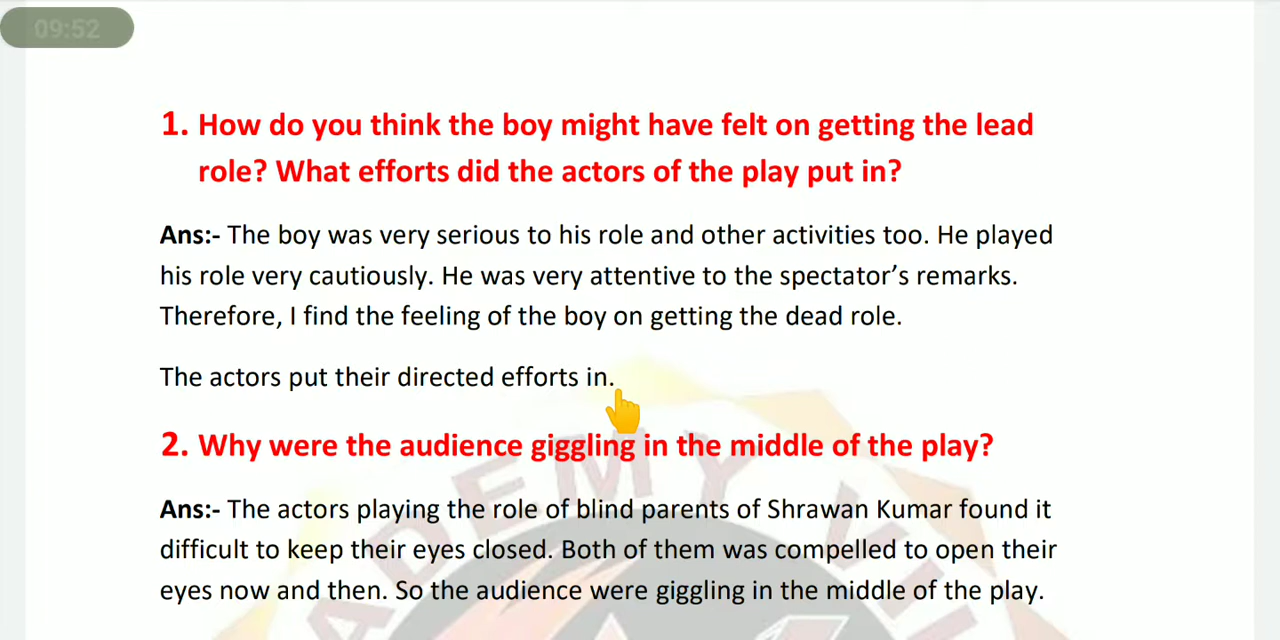 09:52
1. How do you think the boy might have felt on getting the lead
role? What efforts did the actors of the play put in?
Ans:- The boy was very serious to his role and other activities too. He played
his role very cautiously. He was very attentive to the spectator’s remarks.
Therefore, I find the feeling of the boy on getting the dead role.
The actors put their directed efforts in.
2. Why were the audience giggling in the middle of the play?
Ans:- The actors playing the role of blind parents of Shrawan Kumar found it
difficult to keep their eyes closed. Both of them was compelled to open their
eyes now and then. So the audience were giggling in the middle of the play.